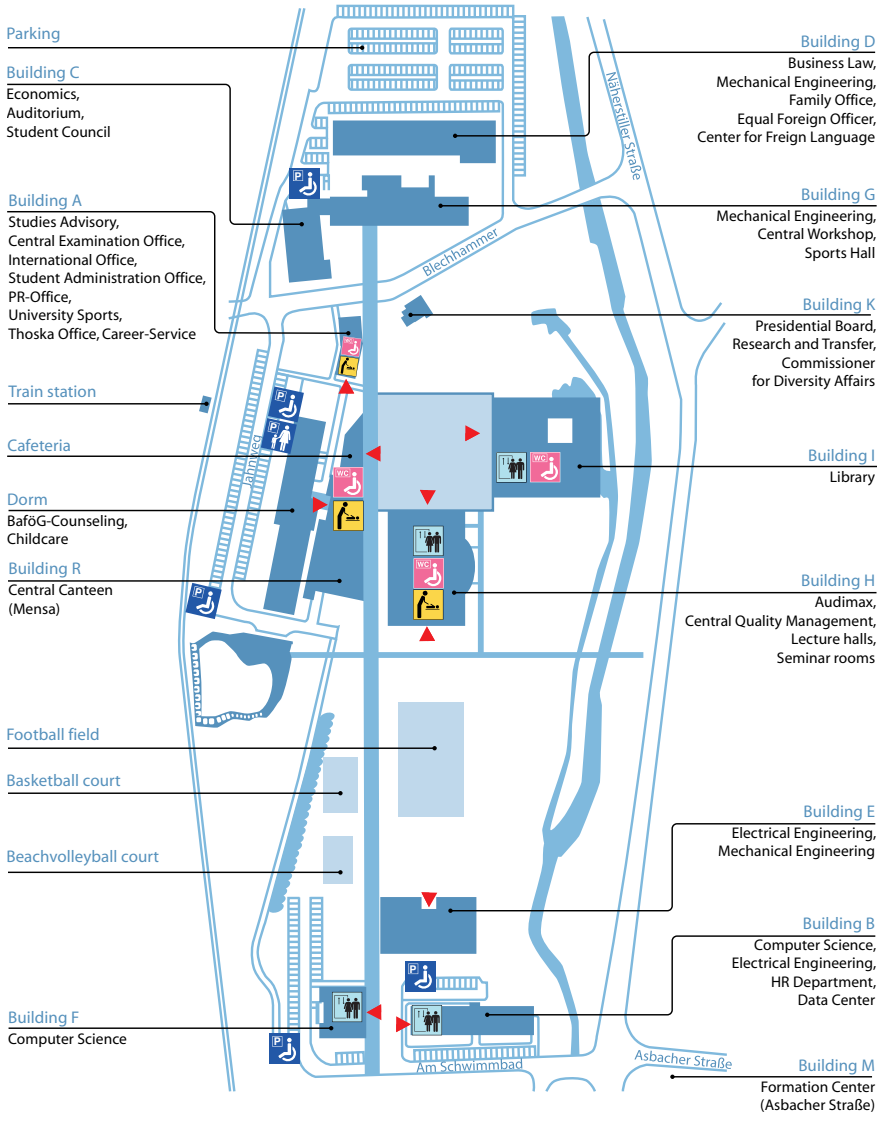 Parking
Building C
Economics,
Auditorium,
Student Council
Building A
Studies Advisory,
Central Examination Office,
International Office,
Student Administration Office,
PR-Office,
University Sports,
Thoska Office, Career-Service
Train station
Cafeteria
Dorm
BaföG-Counseling,
Childcare
Building R
Central Canteen
(Mensa)
Football field
Basketball court
Beachvolleyball court
Building F
Computer Science
Building D
Business Law,
Mechanical Engineering,
Family Office,
Equal Foreign Officer,
Center for Freign Language
Building G
Mechanical Engineering,
Central Workshop,
Sports Hall
Building K
Presidential Board,
Research and Transfer,
Commissioner
for Diversity Affairs
Building I
Library
Building H
Audimax,
Central Quality Management,
Lecture halls,
Seminar rooms
Building E
Electrical Engineering,
Mechanical Engineering
Building B
Computer Science,
Electrical Engineering,
HR Department,
Data Center
Building M
Formation Center
(Asbacher Straße)
Näherstiller Straße
Blechhammer
Jahnweg
Am Schwimmbad
Asbacher Straße
P
WC
P
P
WC
WC
WC
P
P
P